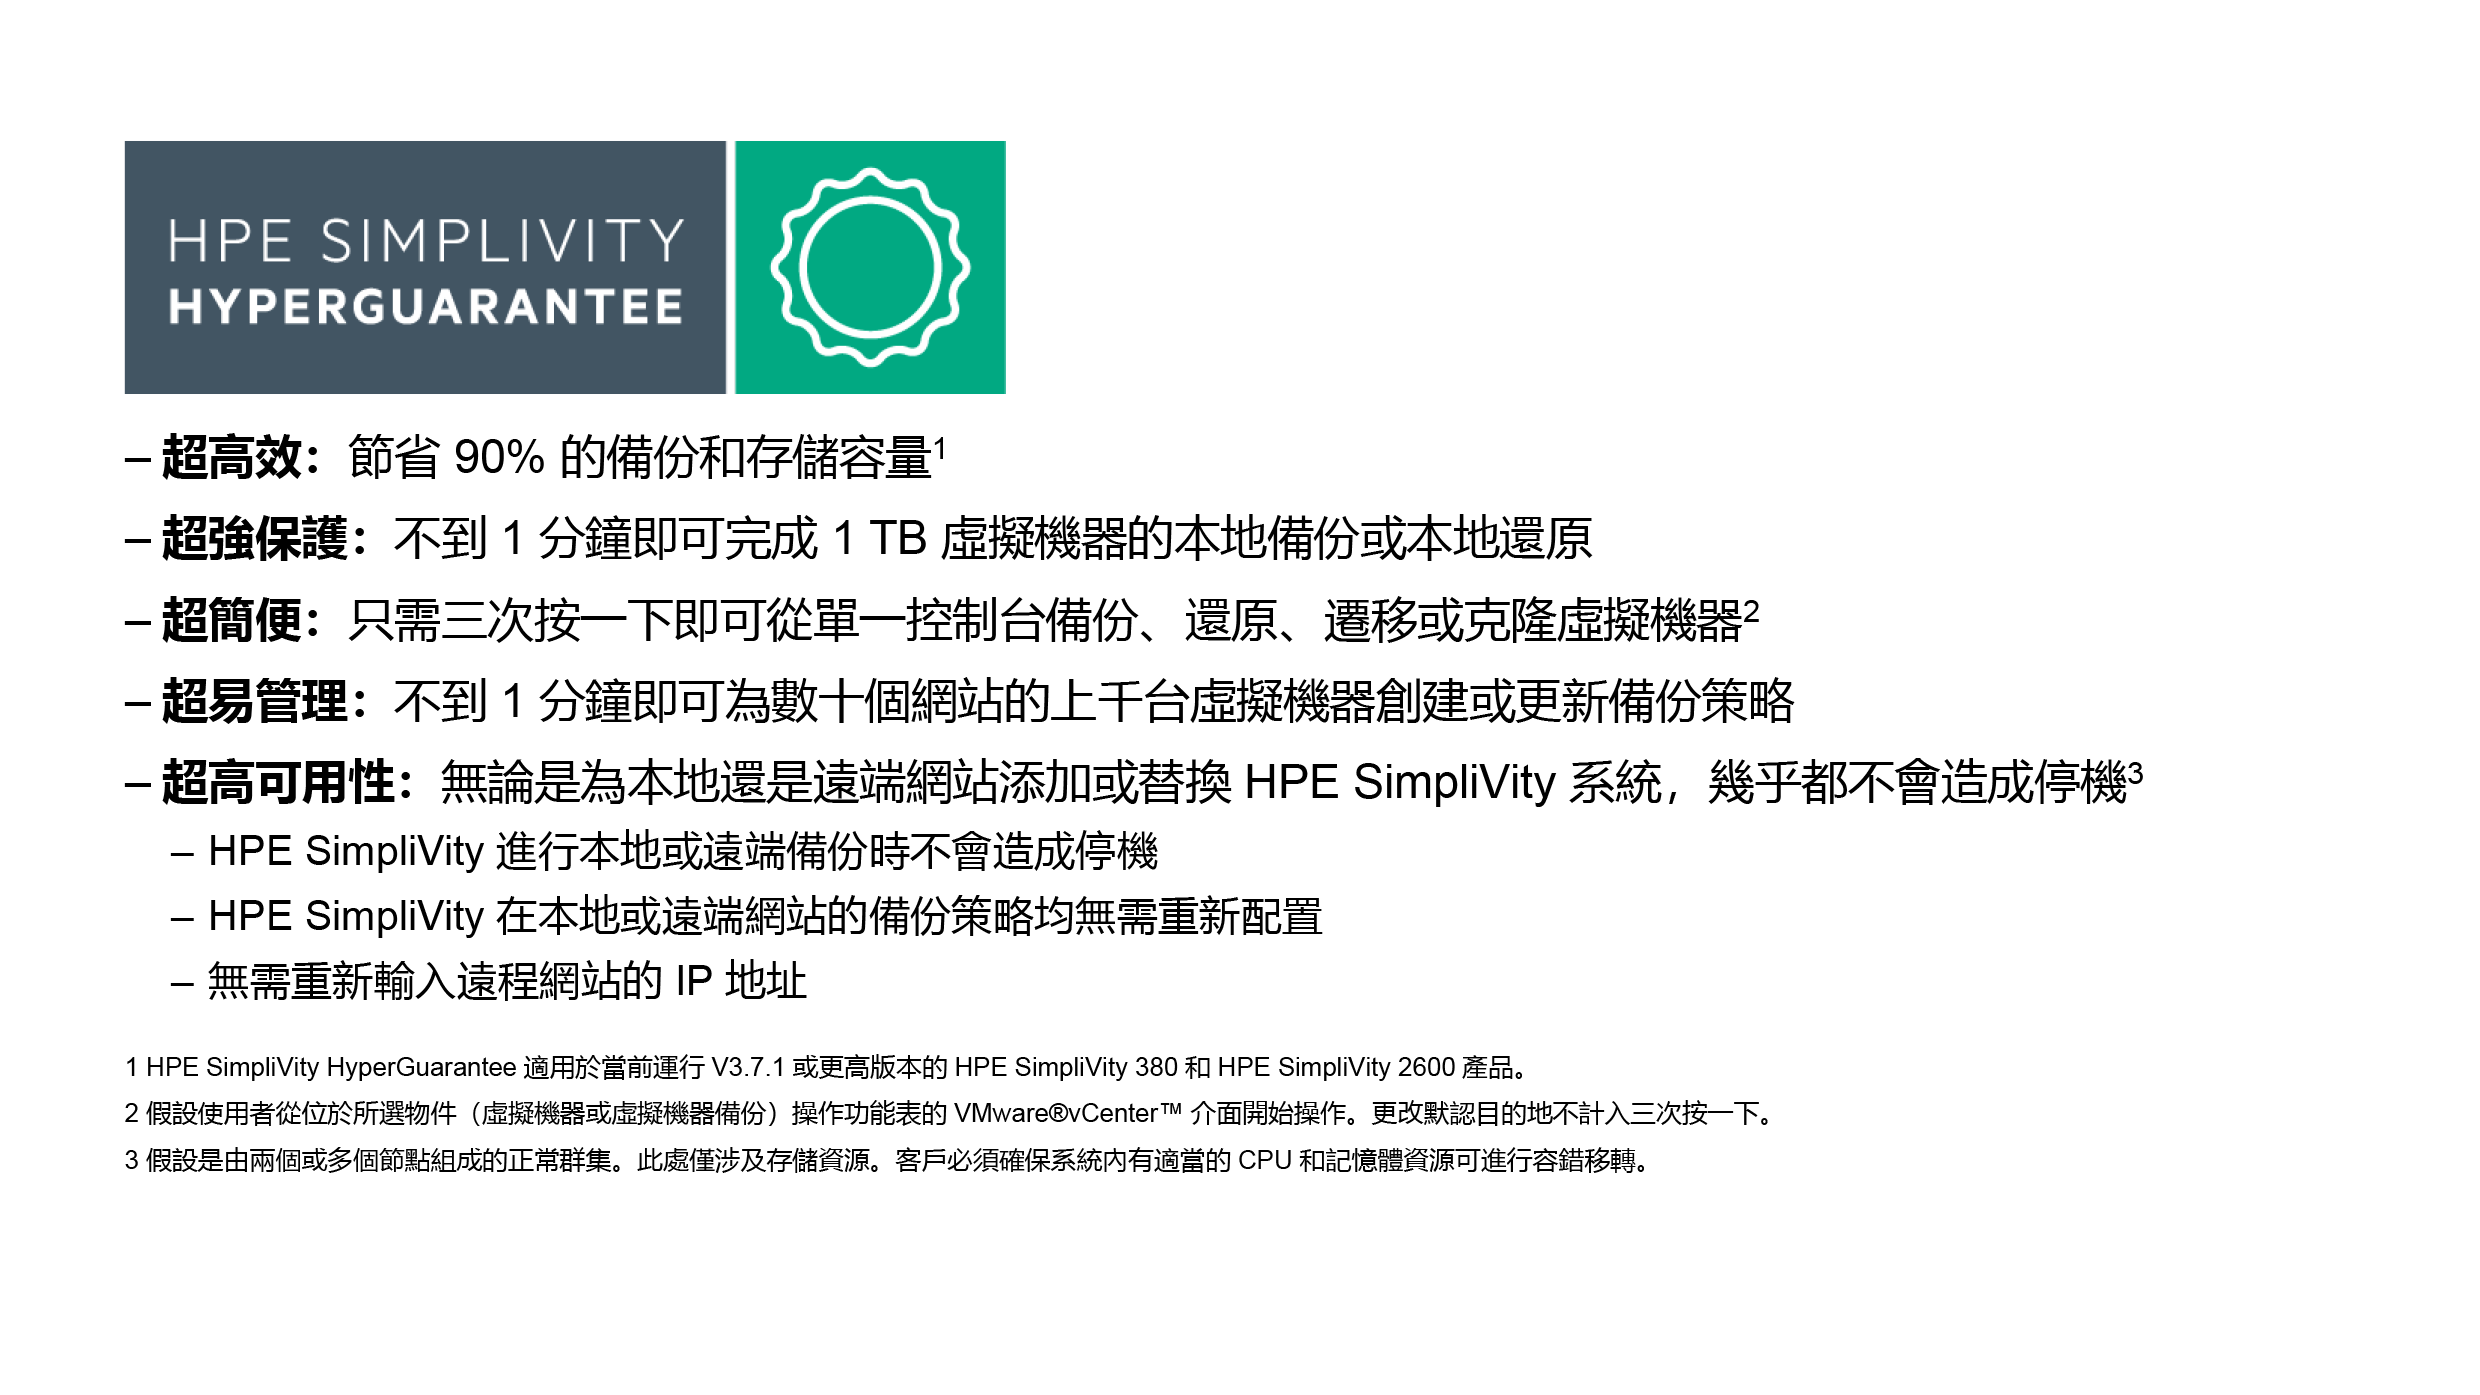 HPE SIMPLIVITY
HYPERGUARANTEE
– 超高效：節省 90% 的備份和存儲容量¹
– 超強保護：不到 1 分鐘即可完成 1 TB 虛擬機器的本地備份或本地還原
– 超簡便：只需三次按一下即可從單一控制台備份、還原、遷移或克隆虛擬機器²
– 超易管理：不到 1 分鐘即可為數十個網站的上千台虛擬機器創建或更新備份策略
– 超高可用性：無論是為本地還是遠端網站添加或替換 HPE SimpliVity 系統，幾乎都不會造成停機³
– HPE SimpliVity 進行本地或遠端備份時不會造成停機
– HPE SimpliVity 在本地或遠端網站的備份策略均無需重新配置
– 無需重新輸入遠程網站的 IP 地址
1 HPE SimpliVity HyperGuarantee 適用於當前運行 V3.7.1 或更高版本的 HPE SimpliVity 380 和 HPE SimpliVity 2600 產品。
2 假設使用者從位於所選物件（虛擬機器或虛擬機器備份）操作功能表的 VMware®vCenter™ 介面開始操作。更改默認目的地不計入三次按一下。
3 假設是由兩個或多個節點組成的正常群集。此處僅涉及存儲資源。客戶必須確保系統內有適當的 CPU 和記憶體資源可進行容錯移轉。